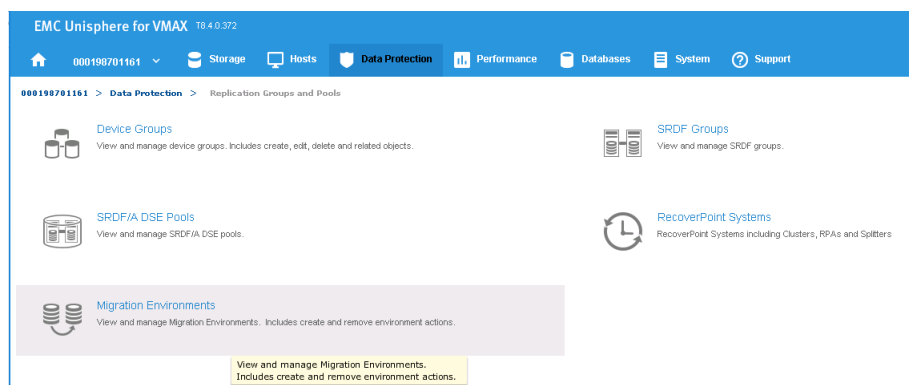 EMC Unisphere for VMAX T8.4.0.372
000198701161 Storage Hosts Data Protection Performance Databases System Support
000198701161 > Data Protection > Replication Groups and Pools
Device Groups
View and manage device groups. Includes create, edit, delete and related objects.
SRDF Groups
View and manage SRDF groups.
SRDF/A DSE Pools
View and manage SRDF/A DSE pools.
RecoverPoint Systems
RecoverPoint Systems including Clusters, RPAs and Splitters
Migration Environments
View and manage Migration Environments. Includes create and remove environment actions.
View and manage Migration Environments.
Includes create and remove environment actions.